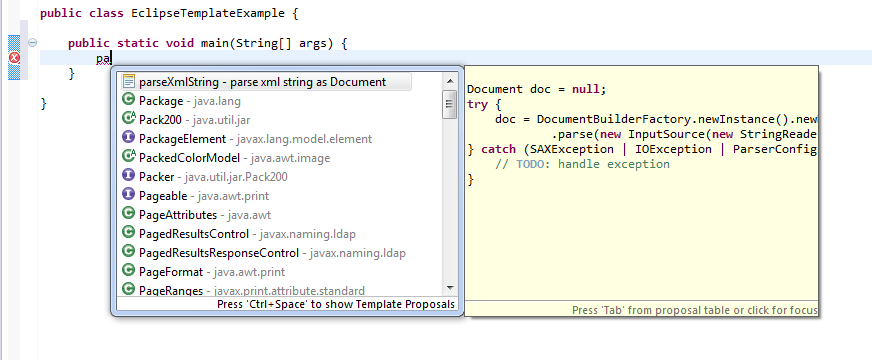 public class EclipseTemplateExample {
public static void main(String[] args) {
pa
}
}
parseXmlString - parse xml string as Document
Package - java.lang
Pack200 - java.util.jar
PackageElement - javax.lang.model.element
PackedColorModel - java.awt.image
Packer - java.util.jar.Pack200
Pageable - java.awt.print
PageAttributes - java.awt
PagedResultsControl - javax.naming.ldap
PagedResultsResponseControl - javax.naming.ldap
PageFormat - java.awt.print
PageRanges - javax.print.attribute.standard
Press 'Ctrl+Space' to show Template Proposals
Document doc = null;
try {
doc = DocumentBuilderFactory.newInstance().new
.parse(new InputSource(new StringReade
} catch (SAXException | IOException | ParserConfig
// TODO: handle exception
}
Press 'Tab' from proposal table or click for focus